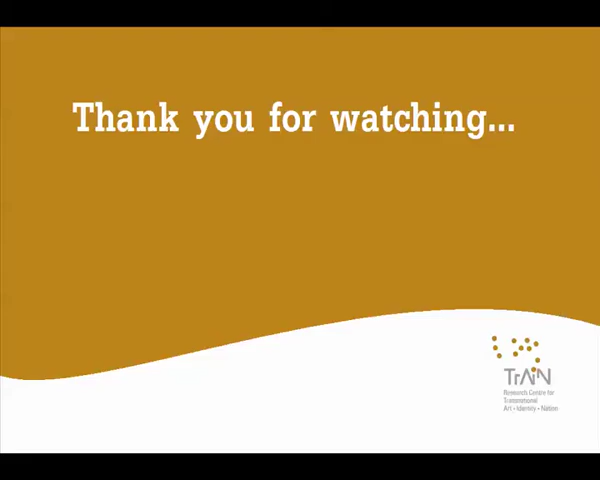 Thank you for watching...
TrAIN
Research Centre for
Transnational
Art • Identity • Nation